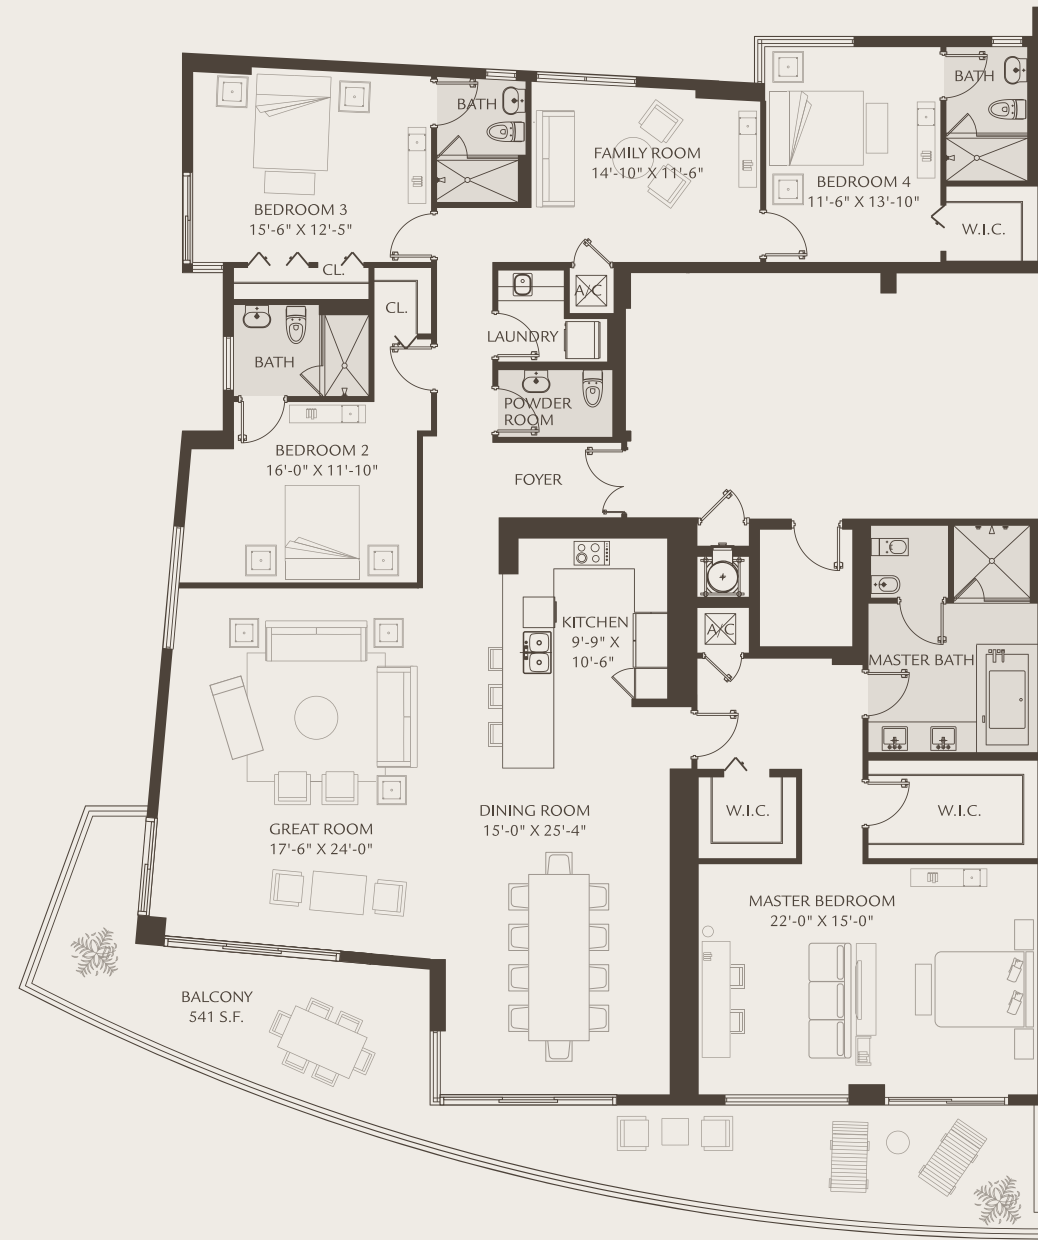 BATH
BATH
FAMILY ROOM
14'-10" X 11'-6"
BEDROOM 4
11'-6" X 13'-10"
BEDROOM 3
15'-6" X 12'-5"
W.I.C.
CL.
A/C
CL.
LAUNDRY
BATH
POWDER
ROOM
BEDROOM 2
16'-0" X 11'-10"
FOYER
KITCHEN
9'-9" X
10'-6"
A/C
MASTER BATH
DINING ROOM
15'-0" X 25'-4"
W.I.C.
W.I.C.
GREAT ROOM
17'-6" X 24'-0"
MASTER BEDROOM
22'-0" X 15'-0"
BALCONY
541 S.F.